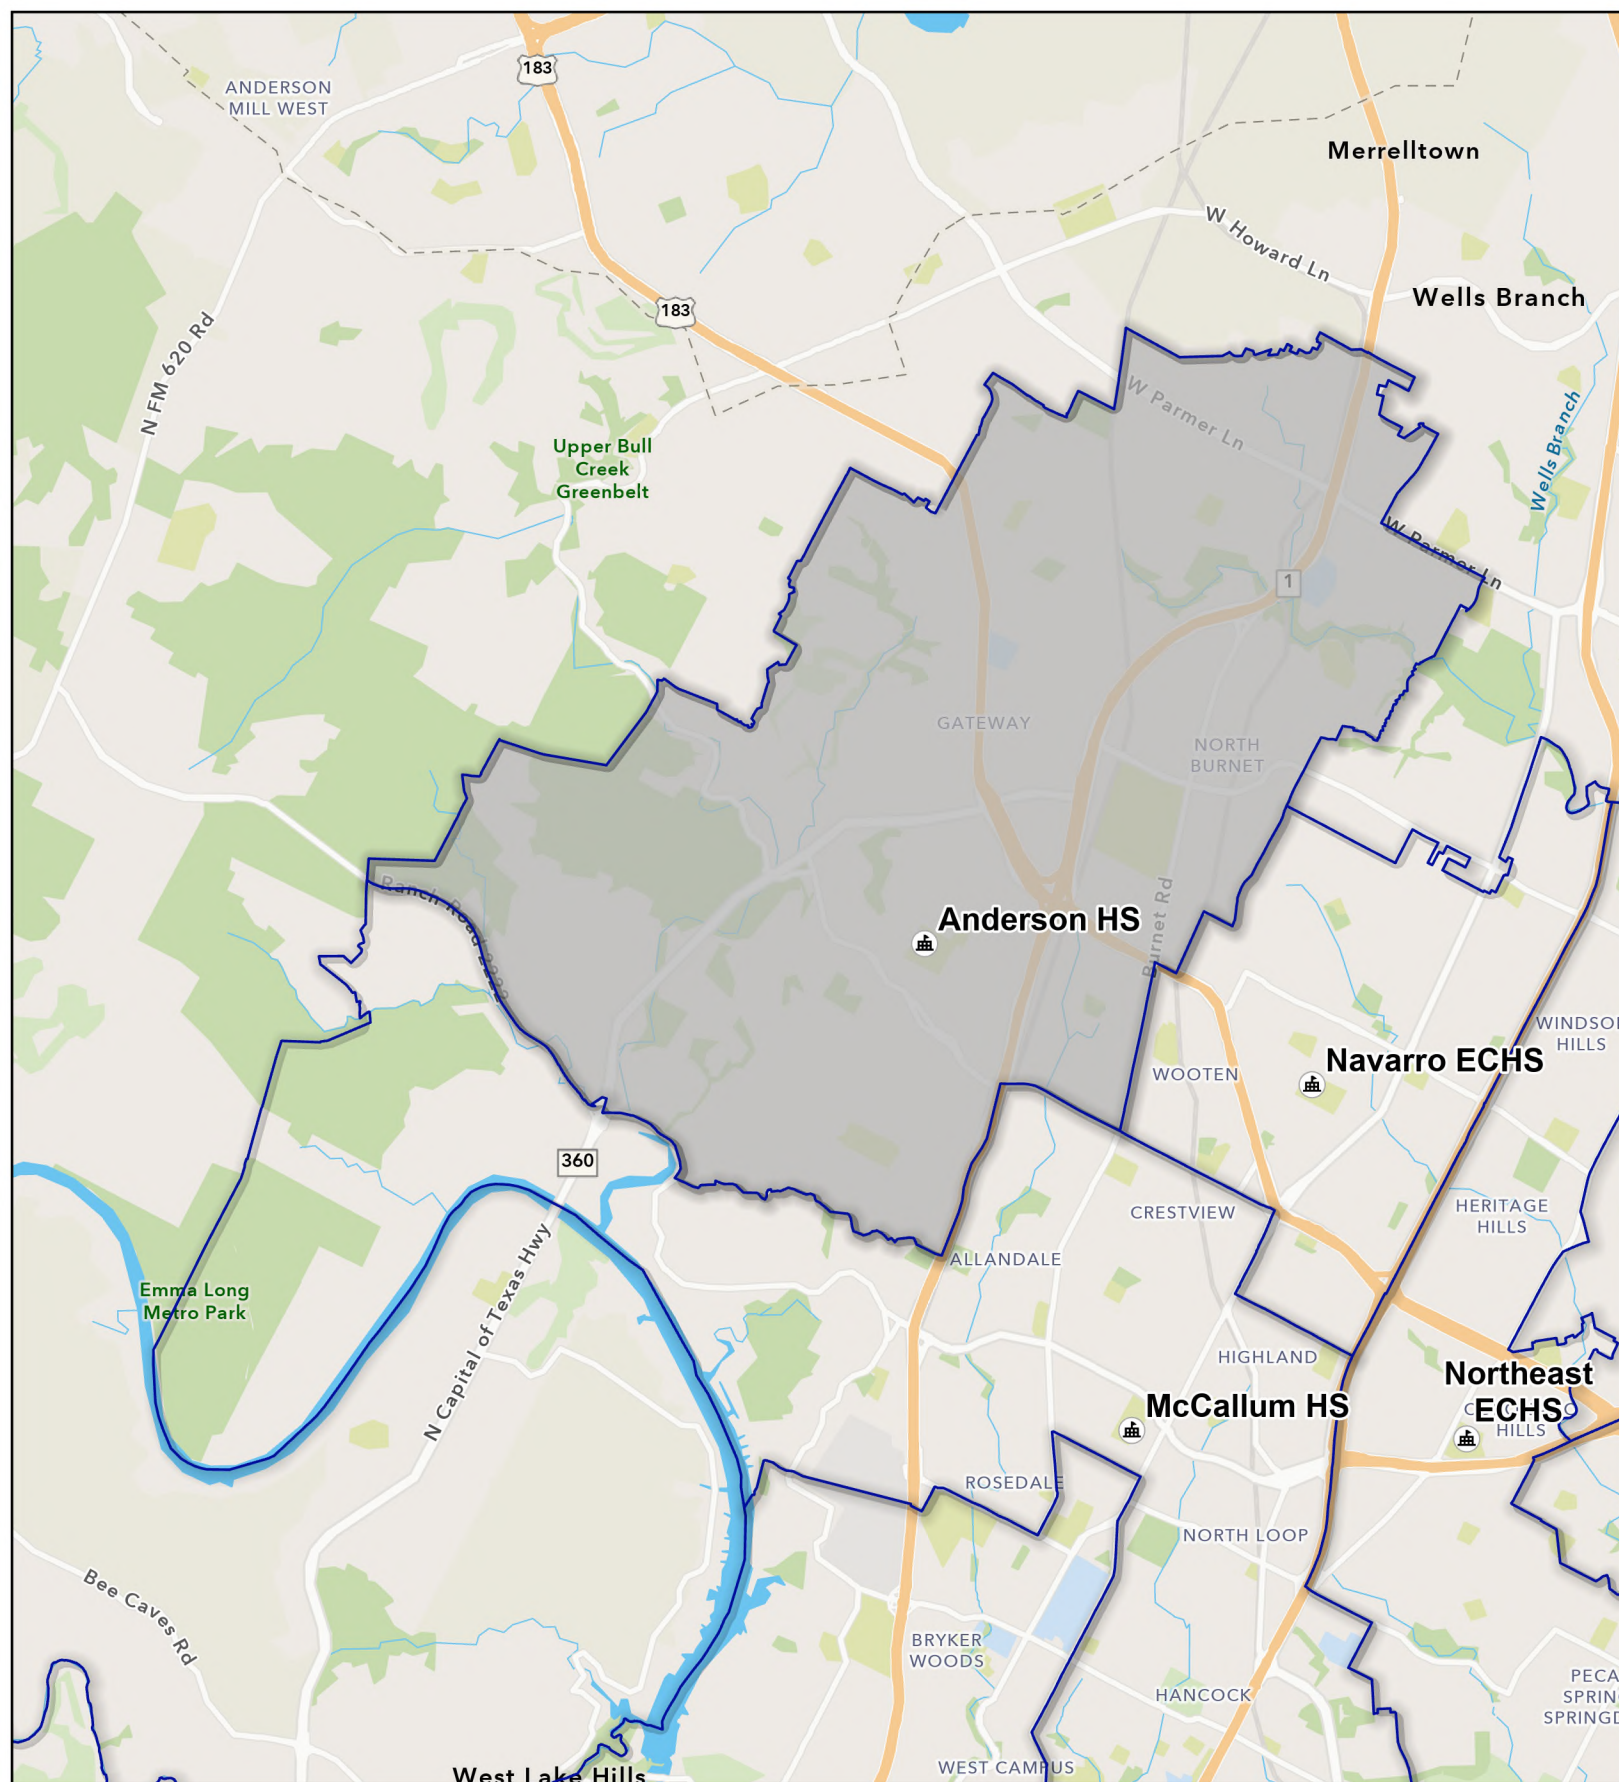 183
ANDERSON
MILL WEST
Merrelltown
W Howard Ln
Wells Branch
183
N FM 620 Rd
W Parmer Ln
Wells Branch
Upper Bull
Creek
Greenbelt
W Parmer Ln
1
GATEWAY
NORTH
BURNET
Ranch Road 2222
Anderson HS
Burnet Rd
WINDSO
HILLS
Navarro ECHS
WOOTEN
360
HERITAGE
HILLS
CRESTVIEW
N Capital of Texas Hwy
ALLANDALE
Emma Long
Metro Park
HIGHLAND
Northeast
ECHS
HILLS
McCallum HS
ROSEDALE
NORTH LOOP
Bee Caves Rd
BRYKER
WOODS
HANCOCK
PECA
SPRIN
SPRINGD
WEST CAMPUS
West Lake Hills